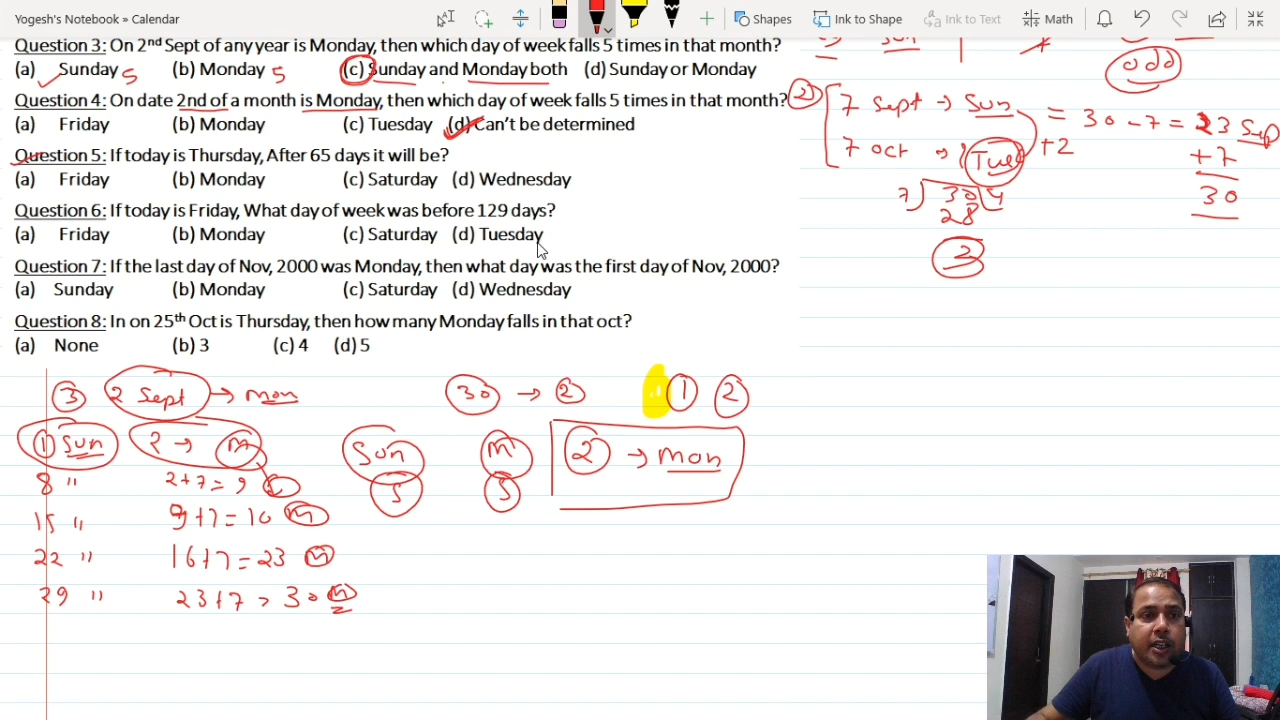 Yogesh's Notebook » Calendar
Shapes Ink to Shape Ink to Text Math
Question 3: On 2nd Sept of any year is Monday, then which day of week falls 5 times in that month?
(a) Sunday 5 (b) Monday 5 (c) Sunday and Monday both (d) Sunday or Monday
Question 4: On date 2nd of a month is Monday, then which day of week falls 5 times in that month?
(a) Friday (b) Monday (c) Tuesday (d) Can't be determined
Question 5: If today is Thursday, After 65 days it will be?
(a) Friday (b) Monday (c) Saturday (d) Wednesday
Question 6: If today is Friday, What day of week was before 129 days?
(a) Friday (b) Monday (c) Saturday (d) Tuesday
Question 7: If the last day of Nov, 2000 was Monday, then what day was the first day of Nov, 2000?
(a) Sunday (b) Monday (c) Saturday (d) Wednesday
Question 8: In on 25th Oct is Thursday, then how many Monday falls in that oct?
(a) None (b) 3 (c) 4 (d) 5
odd
2 7 Sept → Sun = 30 - 7 = 23 Sep
7 Oct → Tue +2 +7
7 30 4 30
28
2
3 2 Sept → mon 30 → 2 1 2
1 Sun 2 → M Sun M 2 → mon
8 " 2+7=9 5 5
15 " 9+7=10 M
22 " 16+7=23 M
29 " 23+7=30 M